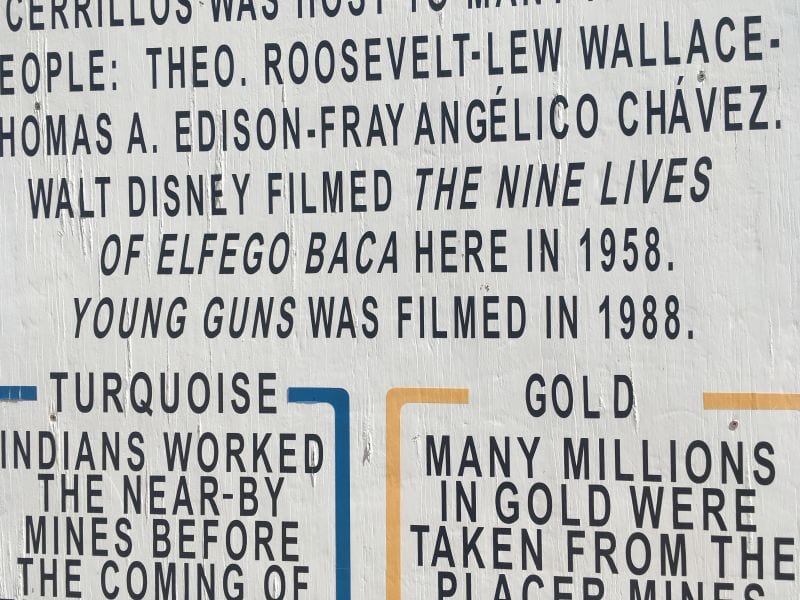 CERRILLOS WAS HOST TO MANY
EOPLE: THEO. ROOSEVELT-LEW WALLACE-
HOMAS A. EDISON-FRAY ANGÉLICO CHÁVEZ.
WALT DISNEY FILMED THE NINE LIVES
OF ELFEGO BACA HERE IN 1958.
YOUNG GUNS WAS FILMED IN 1988.
TURQUOISE
INDIANS WORKED
THE NEAR-BY
MINES BEFORE
THE COMING OF
GOLD
MANY MILLIONS
IN GOLD WERE
TAKEN FROM THE
PLACER MINES